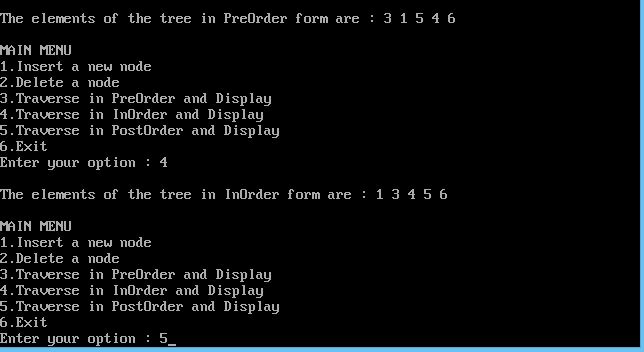 The elements of the tree in PreOrder form are : 3 1 5 4 6
MAIN MENU
1.Insert a new node
2.Delete a node
3.Traverse in PreOrder and Display
4.Traverse in InOrder and Display
5.Traverse in PostOrder and Display
6.Exit
Enter your option : 4
The elements of the tree in InOrder form are : 1 3 4 5 6
MAIN MENU
1.Insert a new node
2.Delete a node
3.Traverse in PreOrder and Display
4.Traverse in InOrder and Display
5.Traverse in PostOrder and Display
6.Exit
Enter your option : 5_